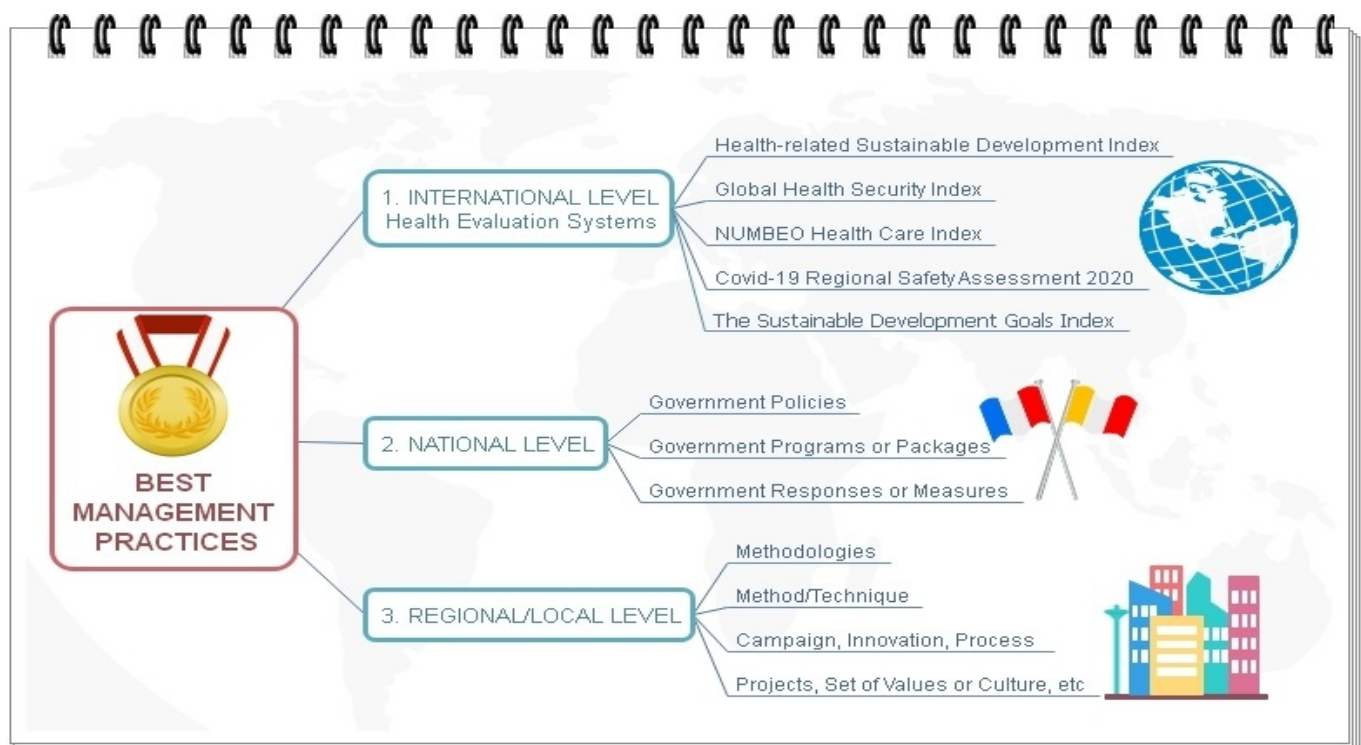 BEST
MANAGEMENT
PRACTICES
1. INTERNATIONAL LEVEL
Health Evaluation Systems
Health-related Sustainable Development Index
Global Health Security Index
NUMBEO Health Care Index
Covid-19 Regional Safety Assessment 2020
The Sustainable Development Goals Index
2. NATIONAL LEVEL
Government Policies
Government Programs or Packages
Government Responses or Measures
3. REGIONAL/LOCAL LEVEL
Methodologies
Method/Technique
Campaign, Innovation, Process
Projects, Set of Values or Culture, etc